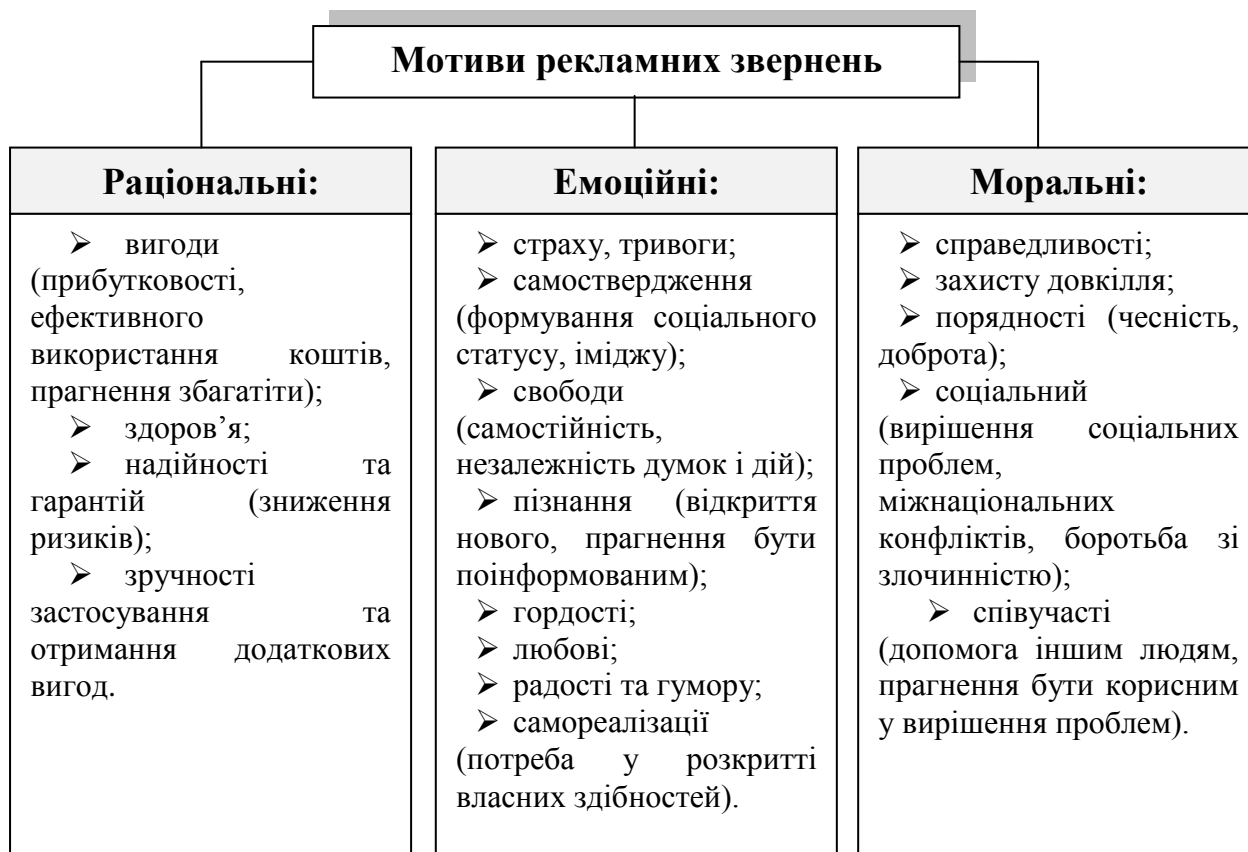 Мотиви рекламних звернень
Раціональні:
➢ вигоди
(прибутковості,
ефективного
використання коштів,
прагнення збагатіти);
➢ здоров’я;
➢ надійності та
гарантій (зниження
ризиків);
➢ зручності
застосування та
отримання додаткових
вигод.
Емоційні:
➢ страху, тривоги;
➢ самоствердження
(формування соціального
статусу, іміджу);
➢ свободи
(самостійність,
незалежність думок і дій);
➢ пізнання (відкриття
нового, прагнення бути
поінформованим);
➢ гордості;
➢ любові;
➢ радості та гумору;
➢ самореалізації
(потреба у розкритті
власних здібностей).
Моральні:
➢ справедливості;
➢ захисту довкілля;
➢ порядності (чесність,
доброта);
➢ соціальний
(вирішення соціальних
проблем,
міжнаціональних
конфліктів, боротьба зі
злочинністю);
➢ співучасті
(допомога іншим людям,
прагнення бути корисним
у вирішення проблем).